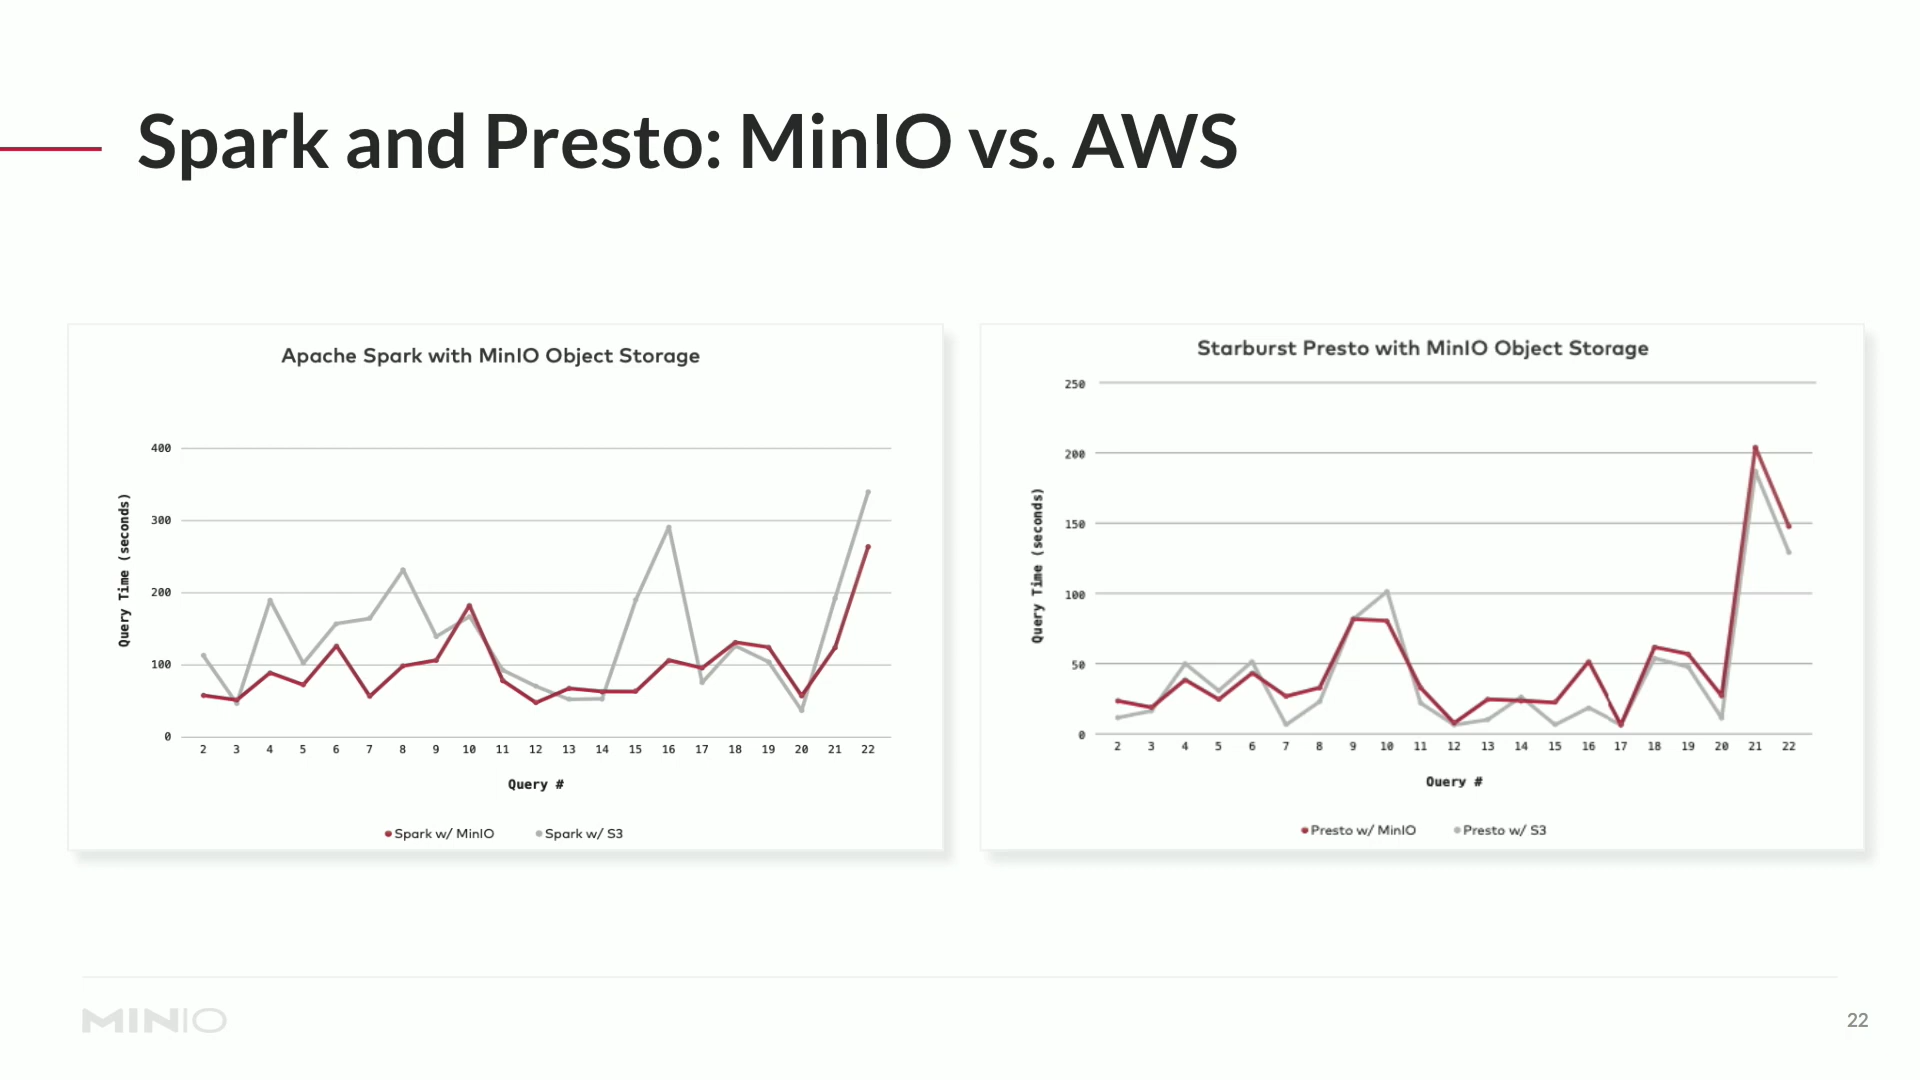 Spark and Presto: MinIO vs. AWS
Apache Spark with MinIO Object Storage
400
300
200
100
0
Query Time (seconds)
2 3 4 5 6 7 8 9 10 11 12 13 14 15 16 17 18 19 20 21 22
Query #
Spark w/ MinIO Spark w/ S3
Starburst Presto with MinIO Object Storage
250
200
150
100
50
0
Query Time (seconds)
2 3 4 5 6 7 8 9 10 11 12 13 14 15 16 17 18 19 20 21 22
Query #
Presto w/ MinIO Presto w/ S3
MINIO
22